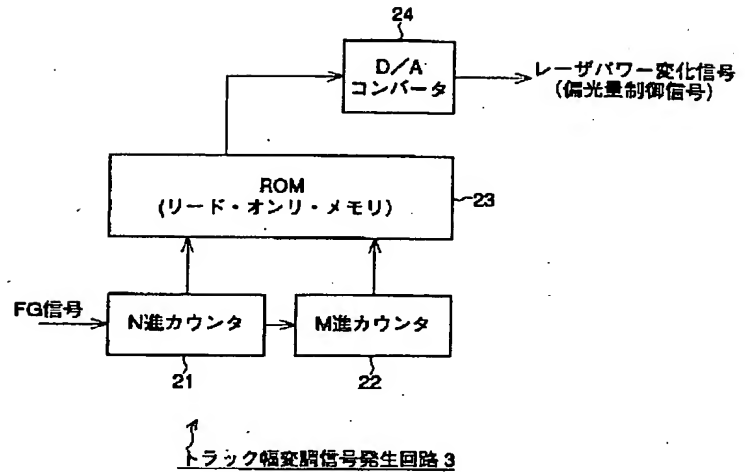 24
D/A
コンバータ
レーザパワー変化信号
(偏光量制御信号)
ROM
(リード・オンリ・メモリ)
23
FG信号
N進カウンタ
M進カウンタ
21
22
トラック幅変調信号発生回路 3